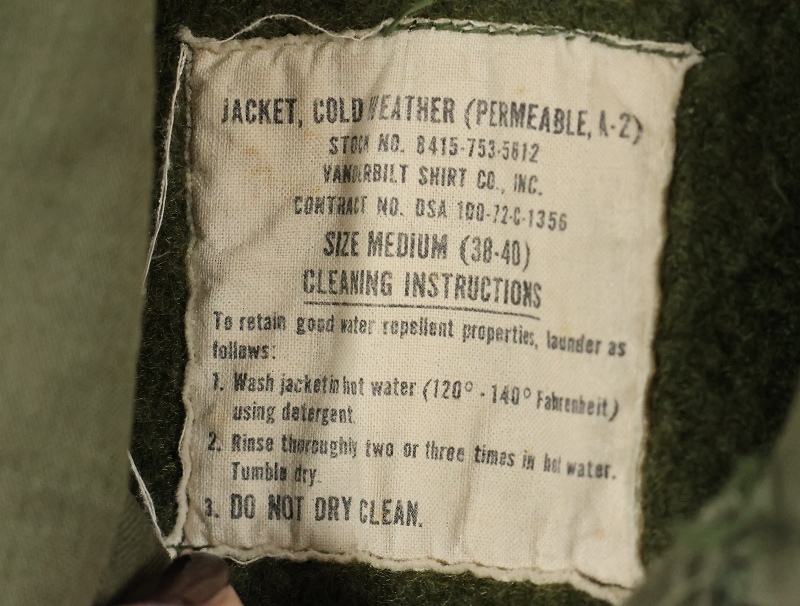 JACKET, COLD WEATHER (PERMEABLE, A-2)
STOCK NO. 8415-753-5612
VANDERBILT SHIRT CO., INC.
CONTRACT NO. DSA 100-72-C-1356
SIZE MEDIUM (38-40)
CLEANING INSTRUCTIONS
To retain good water repellent properties, launder as
follows:
1. Wash jacket in hot water (120° - 140° Fahrenheit)
using detergent.
2. Rinse thoroughly two or three times in hot water.
Tumble dry.
3. DO NOT DRY CLEAN.